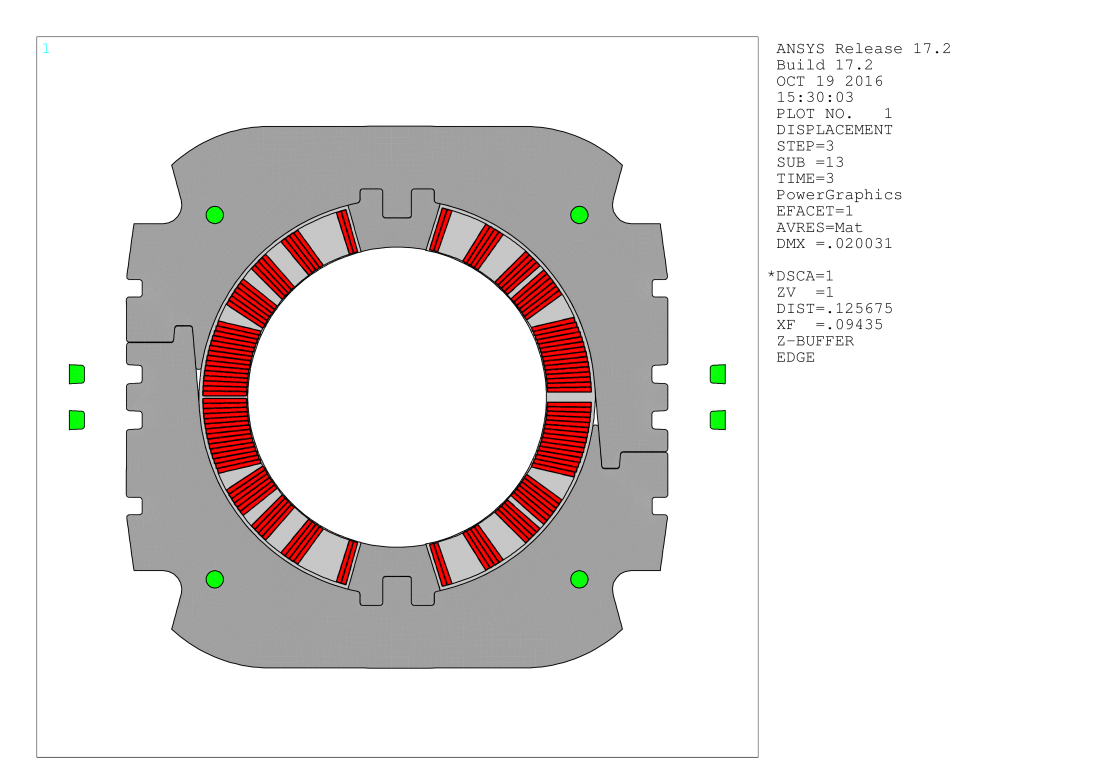 1
ANSYS Release 17.2
Build 17.2
OCT 19 2016
15:30:03
PLOT NO.   1
DISPLACEMENT
STEP=3
SUB =13
TIME=3
PowerGraphics
EFACET=1
AVRES=Mat
DMX =.020031
*DSCA=1
ZV  =1
DIST=.125675
XF  =.09435
Z-BUFFER
EDGE